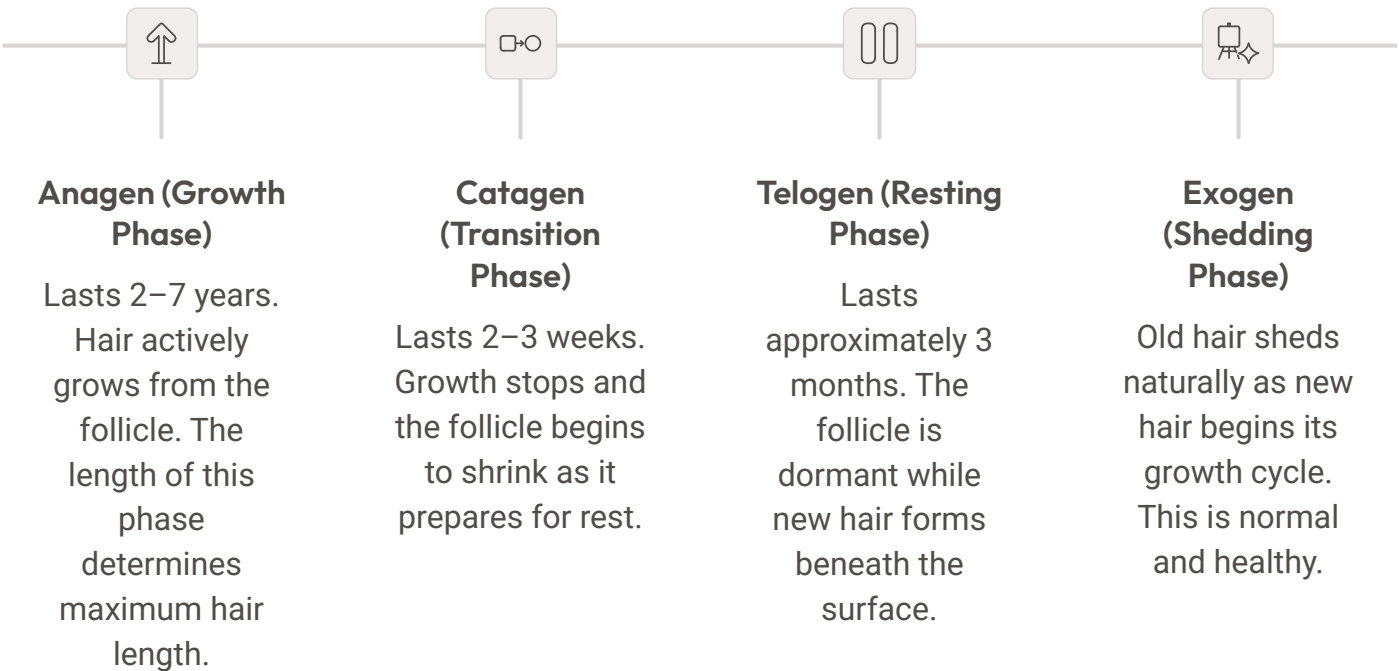 Anagen (Growth
Phase)
Lasts 2–7 years.
Hair actively
grows from the
follicle. The
length of this
phase
determines
maximum hair
length.
Catagen
(Transition
Phase)
Lasts 2–3 weeks.
Growth stops and
the follicle begins
to shrink as it
prepares for rest.
Telogen (Resting
Phase)
Lasts
approximately 3
months. The
follicle is
dormant while
new hair forms
beneath the
surface.
Exogen
(Shedding
Phase)
Old hair sheds
naturally as new
hair begins its
growth cycle.
This is normal
and healthy.